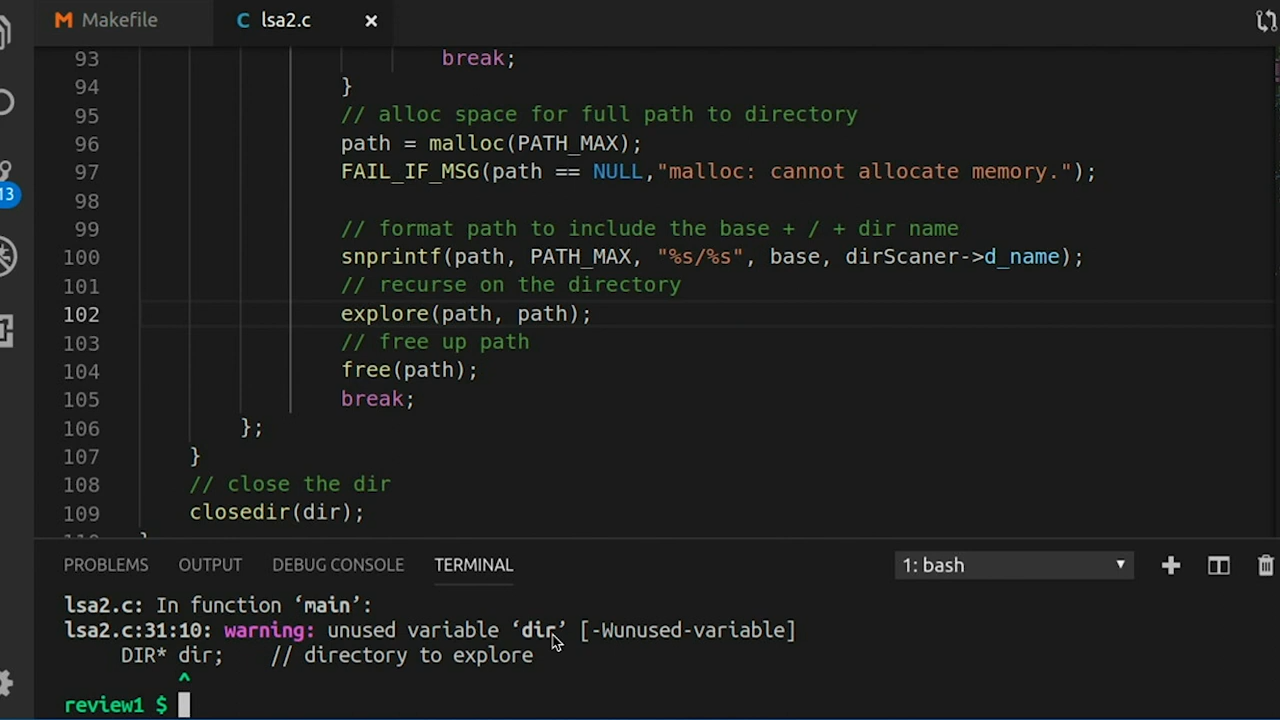 M Makefile
C lsa2.c ×
93 break;
94 }
95 // alloc space for full path to directory
96 path = malloc(PATH_MAX);
97 FAIL_IF_MSG(path == NULL,"malloc: cannot allocate memory.");
98
99 // format path to include the base + / + dir name
100 snprintf(path, PATH_MAX, "%s/%s", base, dirScaner->d_name);
101 // recurse on the directory
102 explore(path, path);
103 // free up path
104 free(path);
105 break;
106 };
107 }
108 // close the dir
109 closedir(dir);
13
PROBLEMS OUTPUT DEBUG CONSOLE TERMINAL 1: bash
lsa2.c: In function ‘main’:
lsa2.c:31:10: warning: unused variable ‘dir’ [-Wunused-variable]
DIR* dir; // directory to explore
^
review1 $